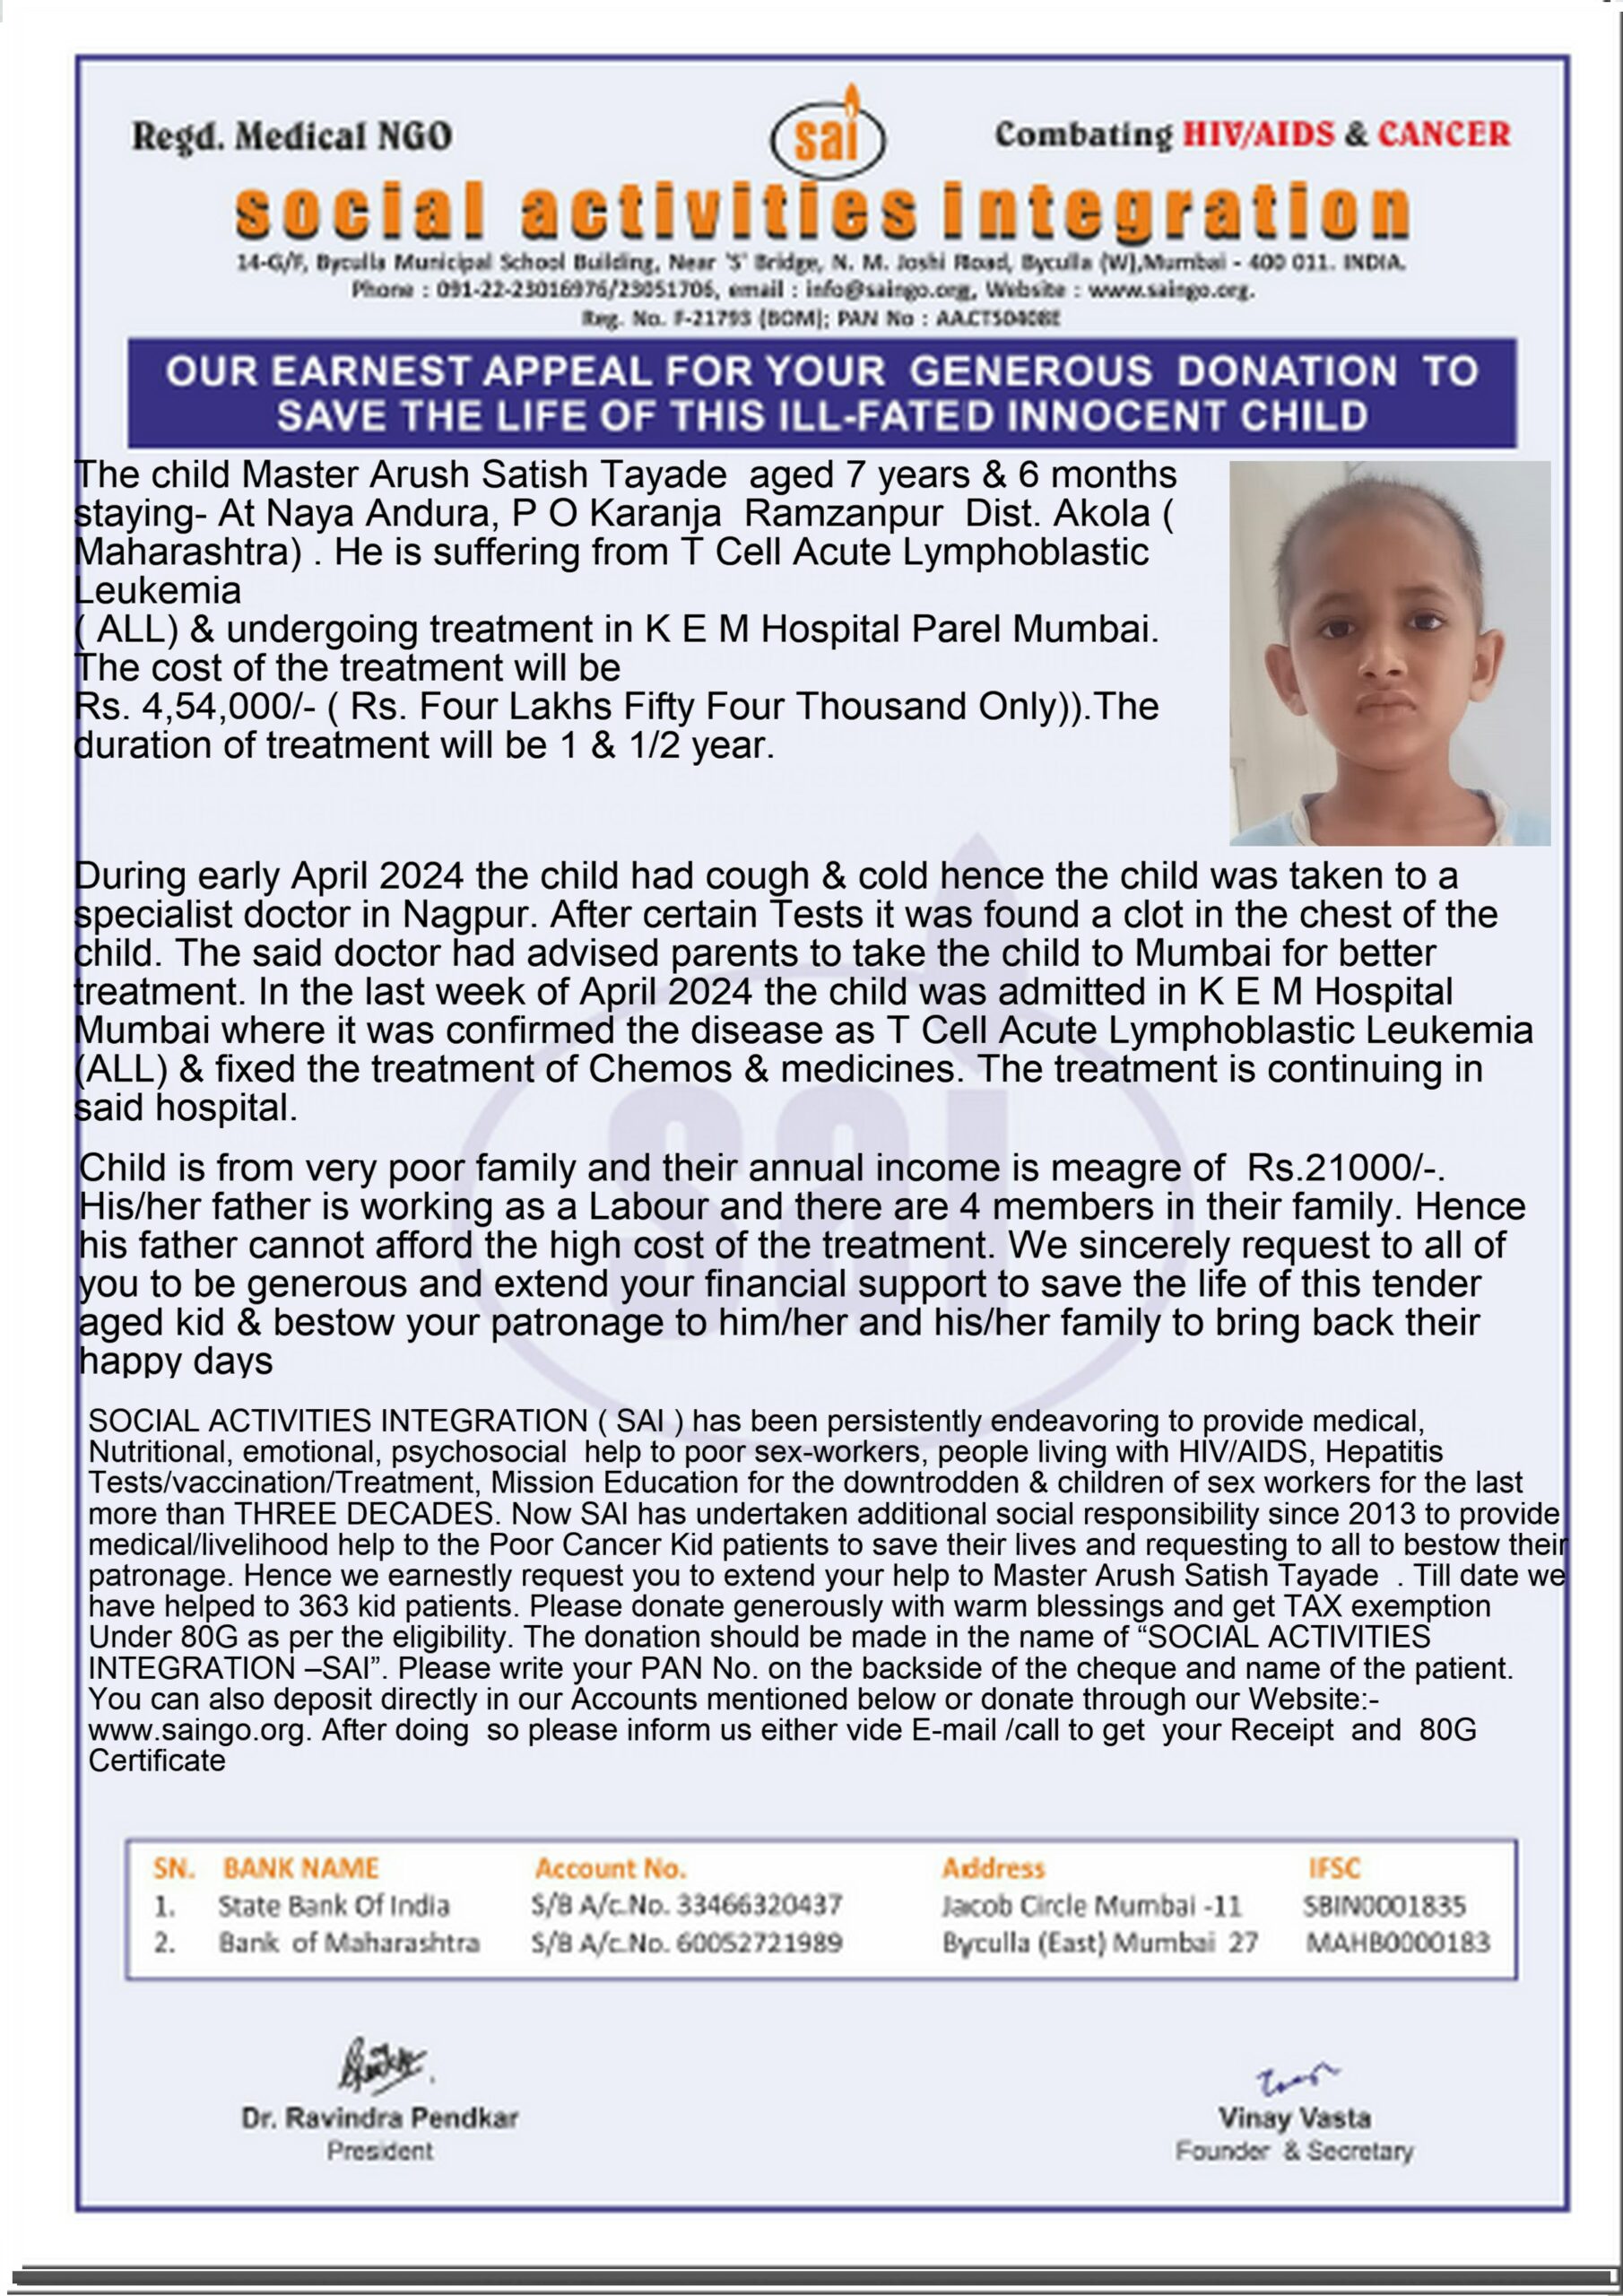 Regd. Medical NGO
sai
Combating HIV/AIDS & CANCER
social activities integration
14-G/F, Byculla Municipal School Building, Near 'S' Bridge, N. M. Joshi Road, Byculla (W),Mumbai - 400 011. INDIA.
Phone : 091-22-23016976/23051706, email : info@saingo.org, Website : www.saingo.org.
Reg. No. F-21793 (BOM); PAN No : AACTS0408E
OUR EARNEST APPEAL FOR YOUR GENEROUS DONATION TO
SAVE THE LIFE OF THIS ILL-FATED INNOCENT CHILD
The child Master Arush Satish Tayade aged 7 years & 6 months
staying- At Naya Andura, P O Karanja Ramzanpur Dist. Akola (
Maharashtra) . He is suffering from T Cell Acute Lymphoblastic
Leukemia
( ALL) & undergoing treatment in K E M Hospital Parel Mumbai.
The cost of the treatment will be
Rs. 4,54,000/- ( Rs. Four Lakhs Fifty Four Thousand Only)).The
duration of treatment will be 1 & 1/2 year.
During early April 2024 the child had cough & cold hence the child was taken to a
specialist doctor in Nagpur. After certain Tests it was found a clot in the chest of the
child. The said doctor had advised parents to take the child to Mumbai for better
treatment. In the last week of April 2024 the child was admitted in K E M Hospital
Mumbai where it was confirmed the disease as T Cell Acute Lymphoblastic Leukemia
(ALL) & fixed the treatment of Chemos & medicines. The treatment is continuing in
said hospital.
Child is from very poor family and their annual income is meagre of Rs.21000/-.
His/her father is working as a Labour and there are 4 members in their family. Hence
his father cannot afford the high cost of the treatment. We sincerely request to all of
you to be generous and extend your financial support to save the life of this tender
aged kid & bestow your patronage to him/her and his/her family to bring back their
happy days
SOCIAL ACTIVITIES INTEGRATION ( SAI ) has been persistently endeavoring to provide medical,
Nutritional, emotional, psychosocial help to poor sex-workers, people living with HIV/AIDS, Hepatitis
Tests/vaccination/Treatment, Mission Education for the downtrodden & children of sex workers for the last
more than THREE DECADES. Now SAI has undertaken additional social responsibility since 2013 to provide
medical/livelihood help to the Poor Cancer Kid patients to save their lives and requesting to all to bestow their
patronage. Hence we earnestly request you to extend your help to Master Arush Satish Tayade . Till date we
have helped to 363 kid patients. Please donate generously with warm blessings and get TAX exemption
Under 80G as per the eligibility. The donation should be made in the name of “SOCIAL ACTIVITIES
INTEGRATION –SAI”. Please write your PAN No. on the backside of the cheque and name of the patient.
You can also deposit directly in our Accounts mentioned below or donate through our Website:-
www.saingo.org. After doing so please inform us either vide E-mail /call to get your Receipt and 80G
Certificate
SN. BANK NAME Account No. Address IFSC
1. State Bank Of India S/B A/c.No. 33466320437 Jacob Circle Mumbai -11 SBIN0001835
2. Bank of Maharashtra S/B A/c.No. 60052721989 Byculla (East) Mumbai 27 MAHB0000183
Dr. Ravindra Pendkar
President
Vinay Vasta
Founder & Secretary